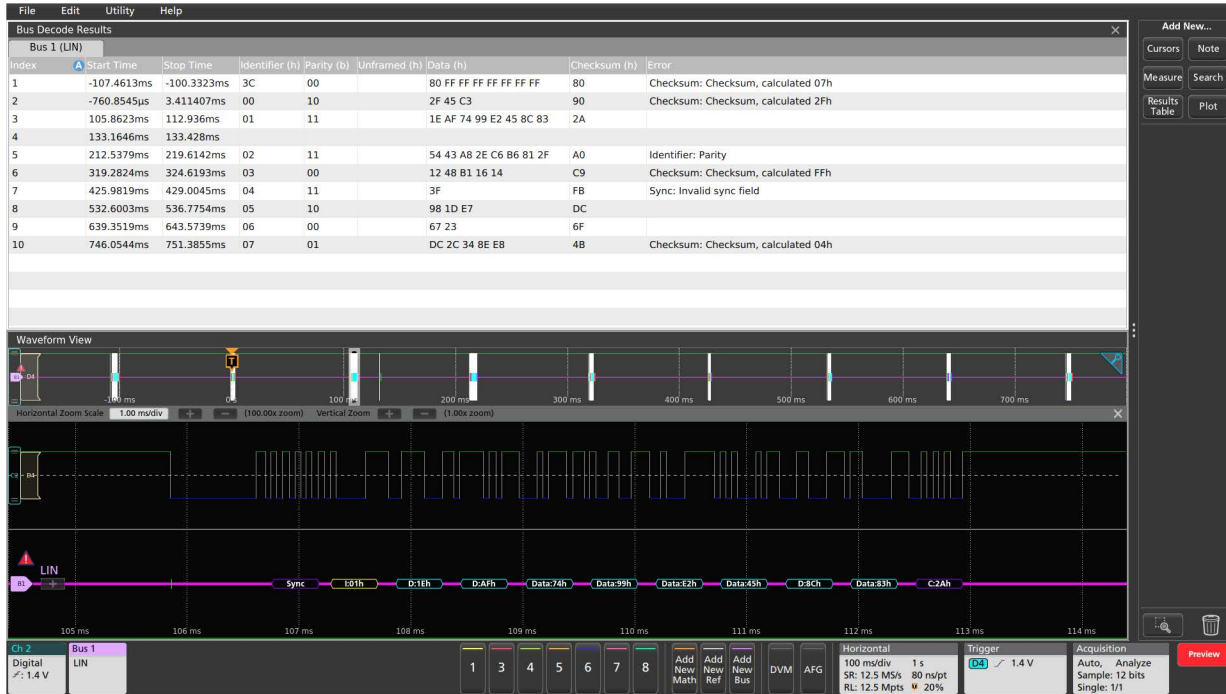 File Edit Utility Help
Bus Decode Results
Bus 1 (LIN)
Index A Start Time Stop Time Identifier (h) Parity (b) Unframed (h) Data (h) Checksum (h) Error
1 -107.4613ms -100.3323ms 3C 00 80 FF FF FF FF FF FF FF 80 Checksum: Checksum, calculated 07h
2 -760.8545µs 3.411407ms 00 10 2F 45 C3 90 Checksum: Checksum, calculated 2Fh
3 105.8623ms 112.936ms 01 11 1E AF 74 99 E2 45 8C 83 2A
4 133.1646ms 133.428ms
5 212.5379ms 219.6142ms 02 11 54 43 A8 2E C6 B6 81 2F A0 Identifier: Parity
6 319.2824ms 324.6193ms 03 00 12 48 B1 16 14 C9 Checksum: Checksum, calculated FFh
7 425.9819ms 429.0045ms 04 11 3F FB Sync: Invalid sync field
8 532.6003ms 536.7754ms 05 10 98 1D E7 DC
9 639.3519ms 643.5739ms 06 00 67 23 6F
10 746.0544ms 751.3855ms 07 01 DC 2C 34 8E E8 4B Checksum: Checksum, calculated 04h
Add New...
Cursors Note
Measure Search
Results Table Plot
Waveform View
T
B1 D4
-100 ms 0 s 100 ms 200 ms 300 ms 400 ms 500 ms 600 ms 700 ms
Horizontal Zoom Scale 1.00 ms/div + − (100.00x zoom) Vertical Zoom + − (1.00x zoom)
C2 D4
LIN
B1 + Sync I:01h D:1Eh D:AFh Data:74h Data:99h Data:E2h Data:45h D:8Ch Data:83h C:2Ah
105 ms 106 ms 107 ms 108 ms 109 ms 110 ms 111 ms 112 ms 113 ms 114 ms
Ch 2
Digital
: 1.4 V
Bus 1
LIN
1 3 4 5 6 7 8
Add New Math
Add New Ref
Add New Bus
DVM AFG
Horizontal
100 ms/div 1 s
SR: 12.5 MS/s 80 ns/pt
RL: 12.5 Mpts 20%
Trigger
D4 1.4 V
Acquisition
Auto, Analyze
Sample: 12 bits
Single: 1/1
Preview